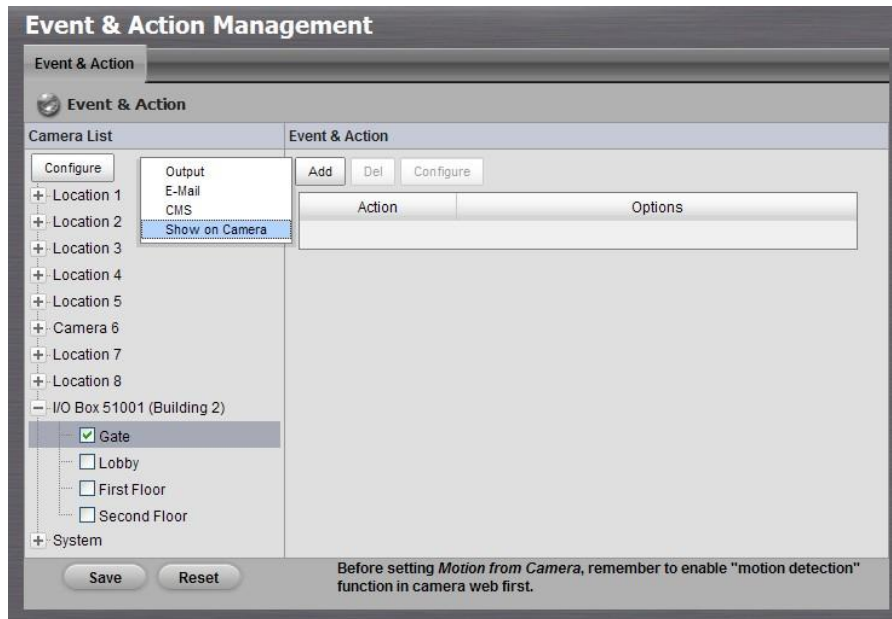 Event & Action Management
Event & Action
Event & Action
Camera List
Event & Action
Configure
Output
E-Mail
CMS
Show on Camera
Add
Del
Configure
Action
Options
Location 1
Location 2
Location 3
Location 4
Location 5
Camera 6
Location 7
Location 8
I/O Box 51001 (Building 2)
Gate
Lobby
First Floor
Second Floor
System
Save
Reset
Before setting Motion from Camera, remember to enable "motion detection"
function in camera web first.